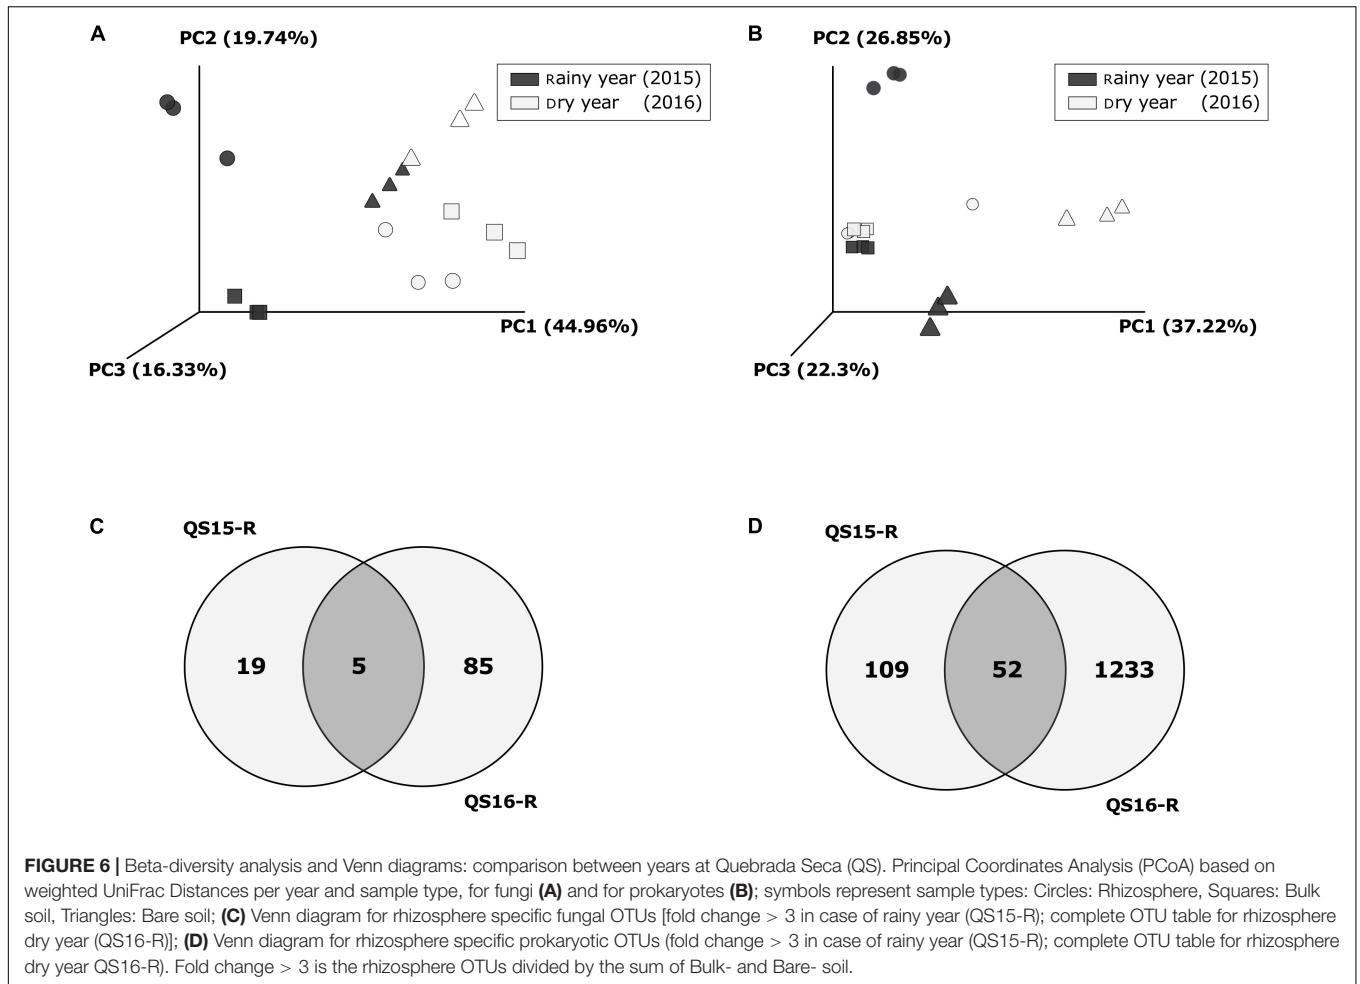 A
PC2 (19.74%)
Rainy year (2015)
Dry year (2016)
PC1 (44.96%)
PC3 (16.33%)
B
PC2 (26.85%)
Rainy year (2015)
Dry year (2016)
PC1 (37.22%)
PC3 (22.3%)
C
QS15-R
19
5
85
QS16-R
D
QS15-R
109
52
1233
QS16-R
FIGURE 6 | Beta-diversity analysis and Venn diagrams: comparison between years at Quebrada Seca (QS). Principal Coordinates Analysis (PCoA) based on
weighted UniFrac Distances per year and sample type, for fungi (A) and for prokaryotes (B); symbols represent sample types: Circles: Rhizosphere, Squares: Bulk
soil, Triangles: Bare soil; (C) Venn diagram for rhizosphere specific fungal OTUs [fold change > 3 in case of rainy year (QS15-R); complete OTU table for rhizosphere
dry year (QS16-R)]; (D) Venn diagram for rhizosphere specific prokaryotic OTUs (fold change > 3 in case of rainy year (QS15-R); complete OTU table for rhizosphere
dry year QS16-R). Fold change > 3 is the rhizosphere OTUs divided by the sum of Bulk- and Bare- soil.